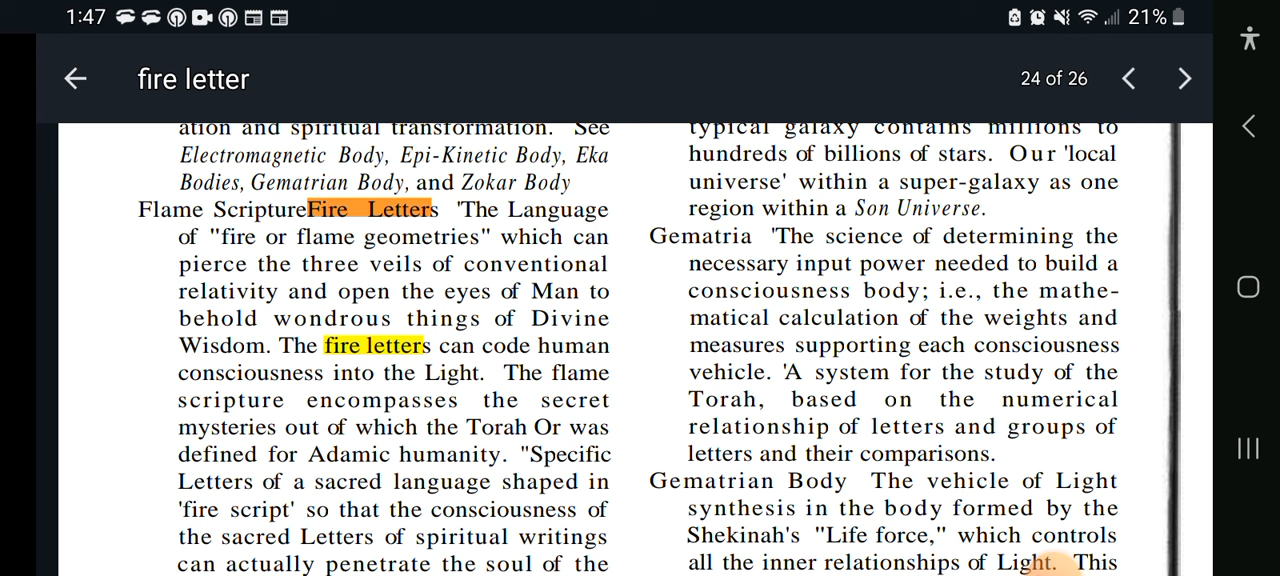 1:47
21%
fire letter
24 of 26
ation and spiritual transformation. See
Electromagnetic Body, Epi-Kinetic Body, Eka
Bodies, Gematrian Body, and Zokar Body
Flame ScriptureFire Letters 'The Language
of "fire or flame geometries" which can
pierce the three veils of conventional
relativity and open the eyes of Man to
behold wondrous things of Divine
Wisdom. The fire letters can code human
consciousness into the Light. The flame
scripture encompasses the secret
mysteries out of which the Torah Or was
defined for Adamic humanity. "Specific
Letters of a sacred language shaped in
'fire script' so that the consciousness of
the sacred Letters of spiritual writings
can actually penetrate the soul of the
typical galaxy contains millions to
hundreds of billions of stars. Our 'local
universe' within a super-galaxy as one
region within a Son Universe.
Gematria 'The science of determining the
necessary input power needed to build a
consciousness body; i.e., the mathe-
matical calculation of the weights and
measures supporting each consciousness
vehicle. 'A system for the study of the
Torah, based on the numerical
relationship of letters and groups of
letters and their comparisons.
Gematrian Body The vehicle of Light
synthesis in the body formed by the
Shekinah's "Life force," which controls
all the inner relationships of Light. This